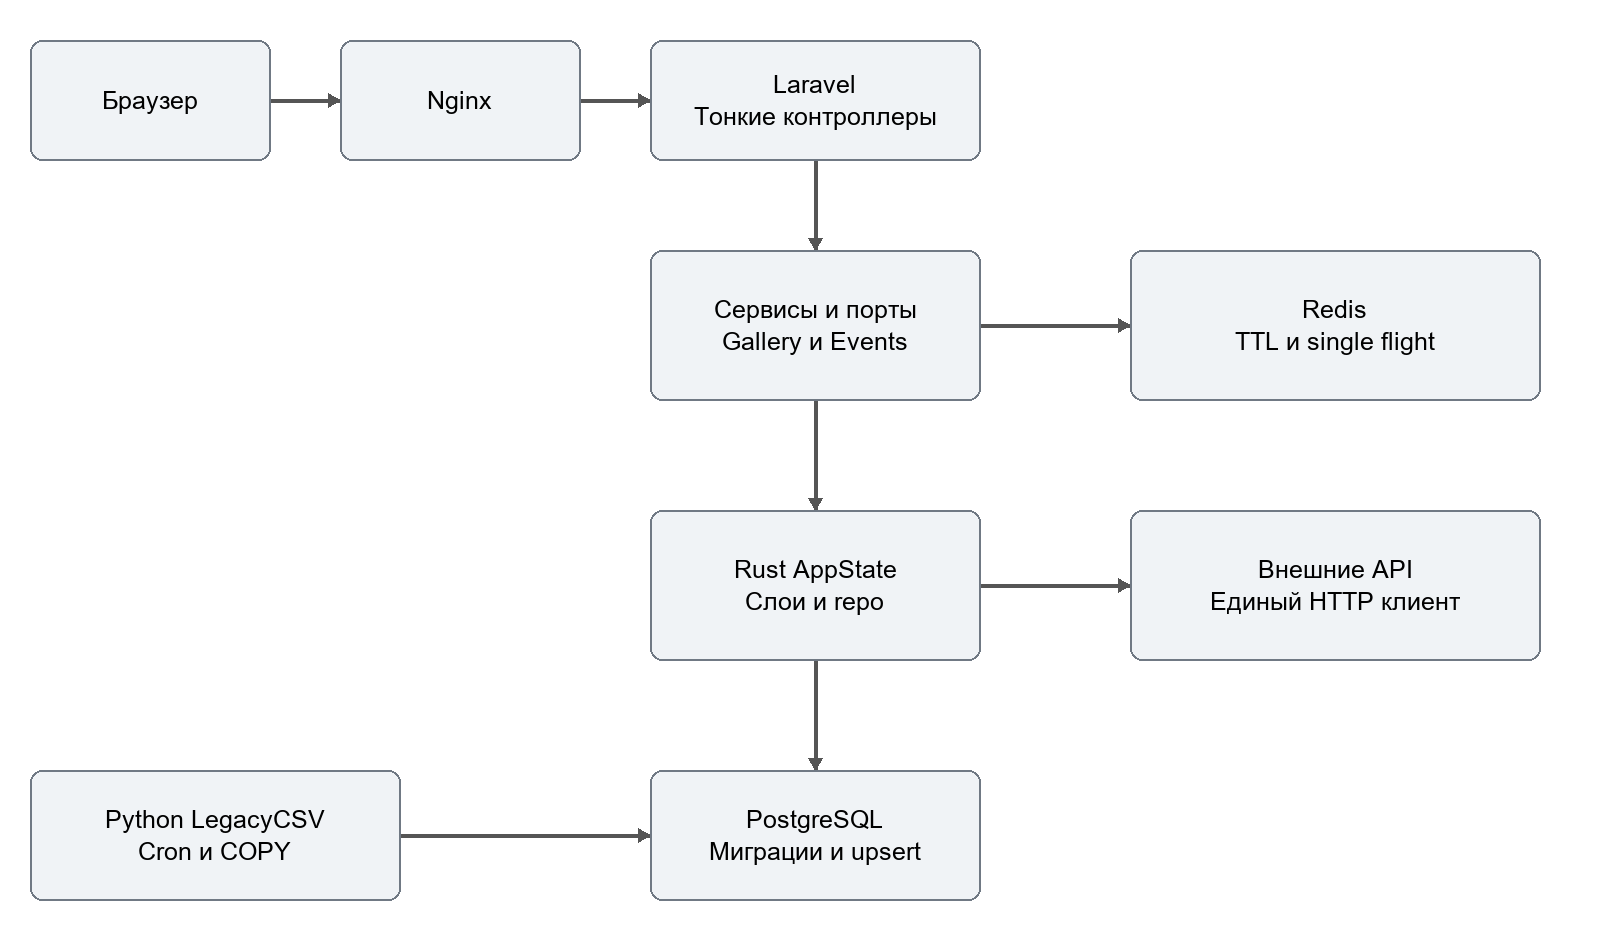 Браузер
Nginx
Laravel
Тонкие контроллеры
Сервисы и порты
Gallery и Events
Redis
TTL и single flight
Rust AppState
Слои и repo
Внешние API
Единый HTTP клиент
Python LegacyCSV
Cron и COPY
PostgreSQL
Миграции и upsert